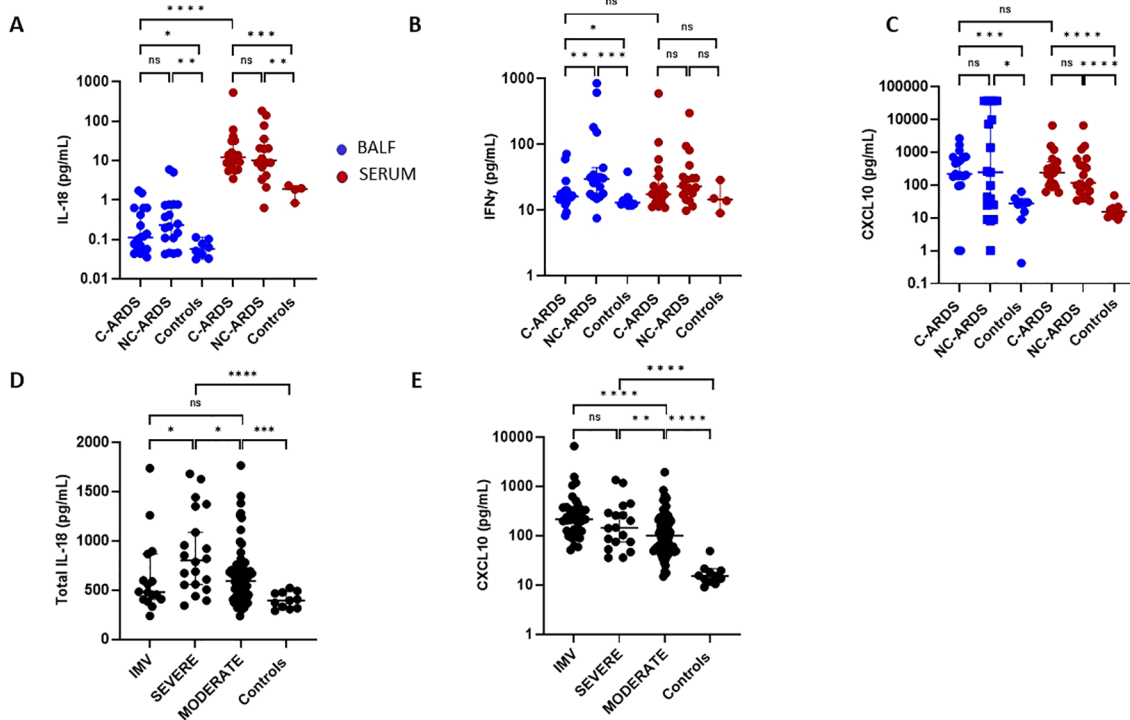 A
B
C
* * * *
ns
ns
*
* * *
*
ns
* * *
* * * *
ns
* *
ns
* *
* *
* * *
ns
ns
ns
*
ns
* * * *
IL-18 (pg/mL)
1000
100
10
1
0.1
0.01
C-ARDS
NC-ARDS
Controls
C-ARDS
NC-ARDS
Controls
BALF
SERUM
IFNγ (pg/mL)
1000
100
10
1
C-ARDS
NC-ARDS
Controls
C-ARDS
NC-ARDS
Controls
CXCL10 (pg/mL)
100000
10000
1000
100
10
1
0.1
C-ARDS
NC-ARDS
Controls
C-ARDS
NC-ARDS
Controls
D
****
ns
*
*
***
Total IL-18 (pg/mL)
2000
1500
1000
500
0
IMV
SEVERE
MODERATE
Controls
E
* * * *
* * * *
ns
* *
* * * *
CXCL10 (pg/mL)
10000
1000
100
10
1
IMV
SEVERE
MODERATE
Controls